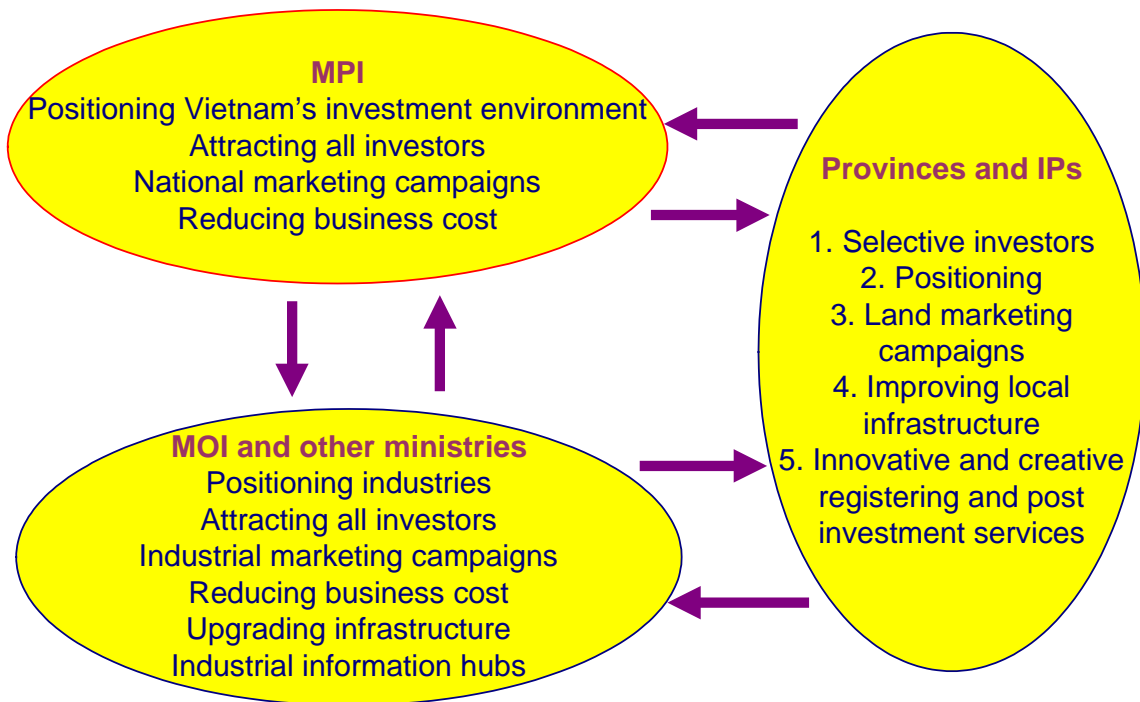 MPI
Positioning Vietnam’s investment environment
Attracting all investors
National marketing campaigns
Reducing business cost
Provinces and IPs
1. Selective investors
2. Positioning
3. Land marketing
campaigns
4. Improving local
infrastructure
5. Innovative and creative
registering and post
investment services
MOI and other ministries
Positioning industries
Attracting all investors
Industrial marketing campaigns
Reducing business cost
Upgrading infrastructure
Industrial information hubs